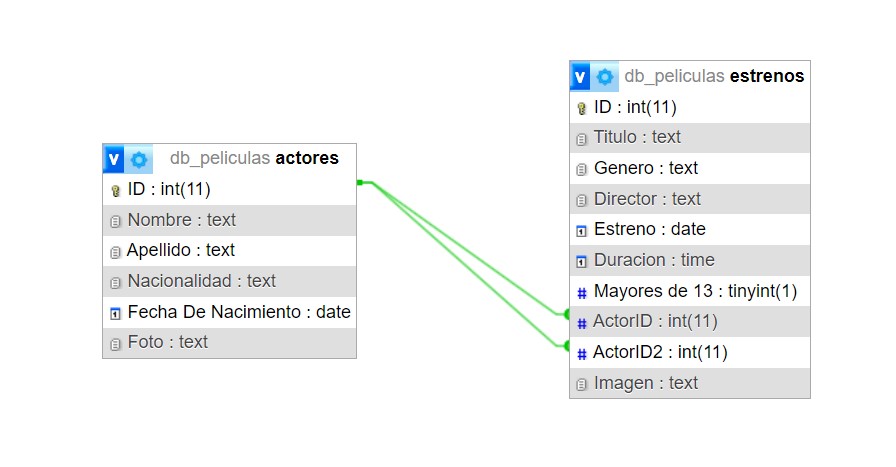 v db_peliculas actores
ID : int(11)
Nombre : text
Apellido : text
Nacionalidad : text
Fecha De Nacimiento : date
Foto : text
v db_peliculas estrenos
ID : int(11)
Titulo : text
Genero : text
Director : text
Estreno : date
Duracion : time
# Mayores de 13 : tinyint(1)
# ActorID : int(11)
# ActorID2 : int(11)
Imagen : text